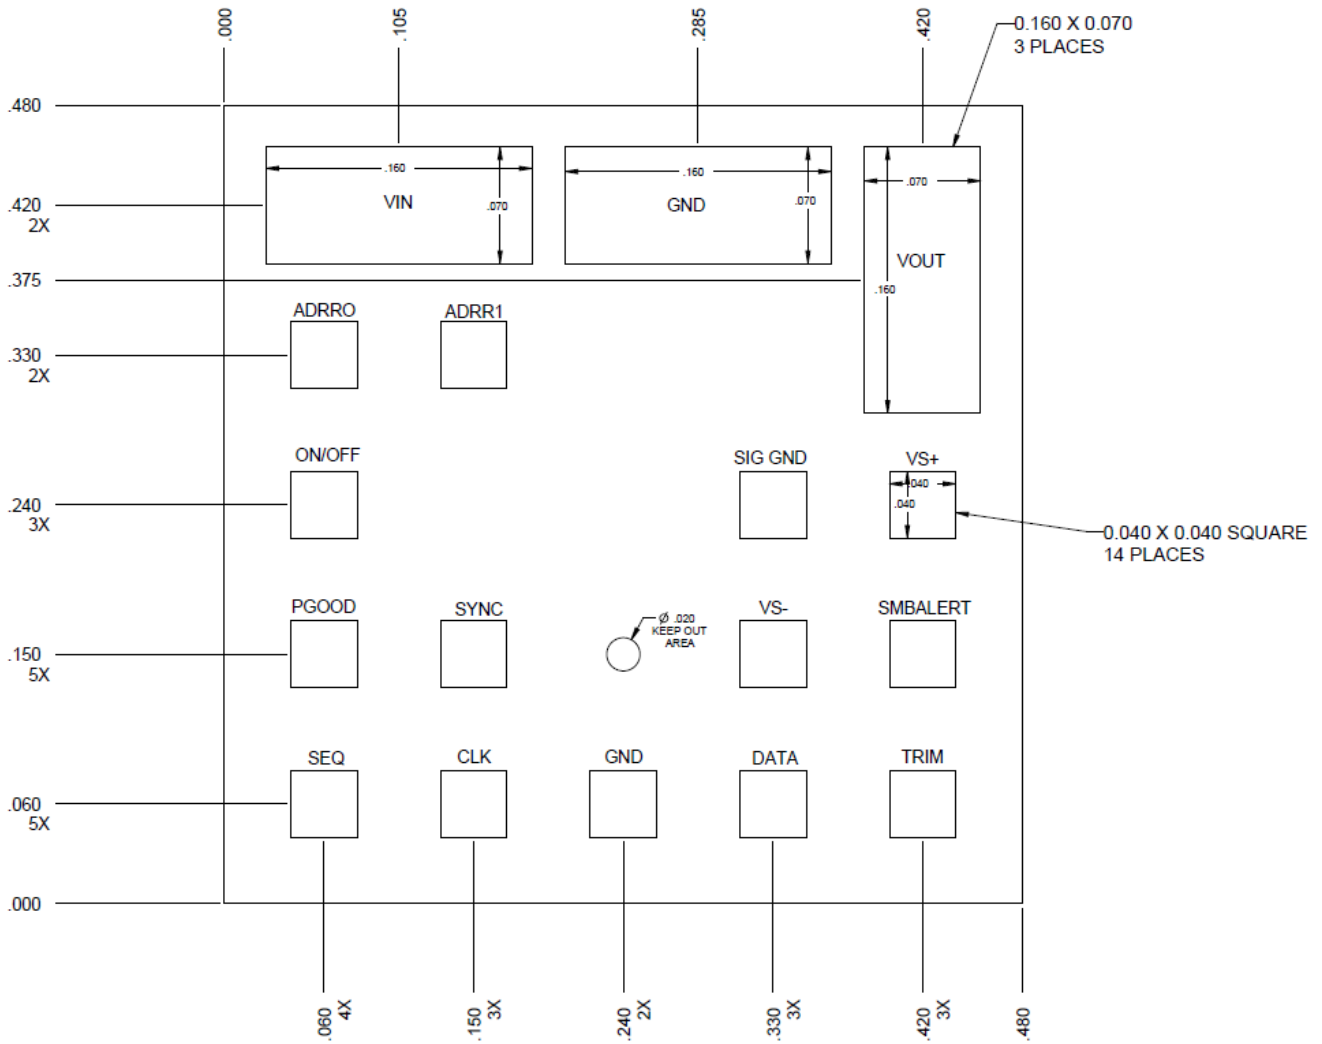 .000
.105
.285
.420
0.160 X 0.070
3 PLACES
.480
.160
.160
.070
VIN
.070
GND
.070
.420
2X
VOUT
.375
.160
ADRRO
ADRR1
.330
2X
ON/OFF
SIG GND
VS+
.040
.040
.240
3X
0.040 X 0.040 SQUARE
14 PLACES
PGOOD
SYNC
Ø .020
KEEP OUT
AREA
VS-
SMBALERT
.150
5X
SEQ
CLK
GND
DATA
TRIM
.060
5X
.000
.060 4X
.150 3X
.240 2X
.330 3X
.420 3X
.480